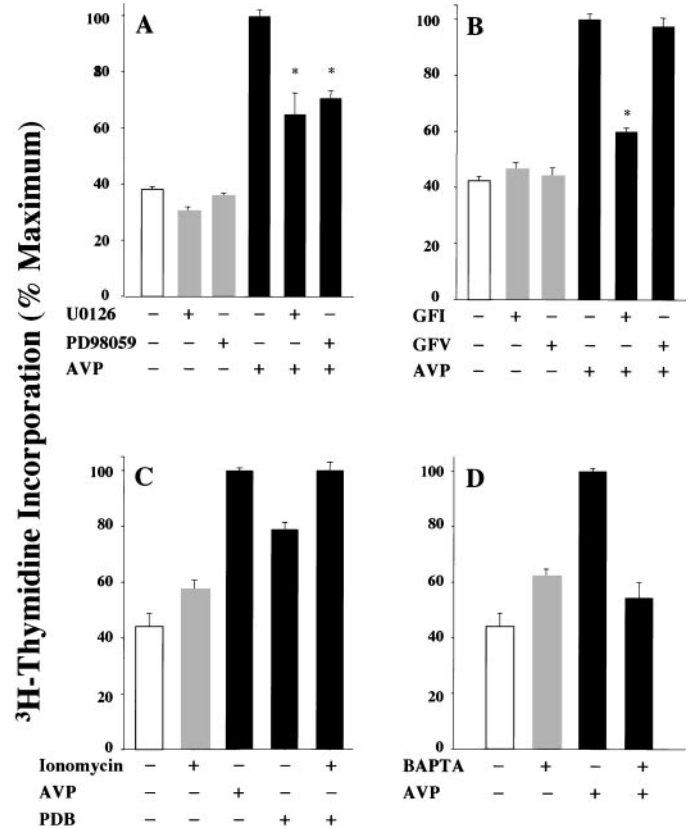 ³H-Thymidine Incorporation (% Maximum)
A
100
80
60
40
20
0
* *
U0126 − + − − + −
PD98059 − − + − − +
AVP − − − + + +
B
100
80
60
40
20
0
*
GFI − + − − + −
GFV − − + − − +
AVP − − − + + +
C
100
80
60
40
20
0
Ionomycin − + − − +
AVP − − + − −
PDB − − − + +
D
100
80
60
40
20
0
BAPTA − + − +
AVP − − + +